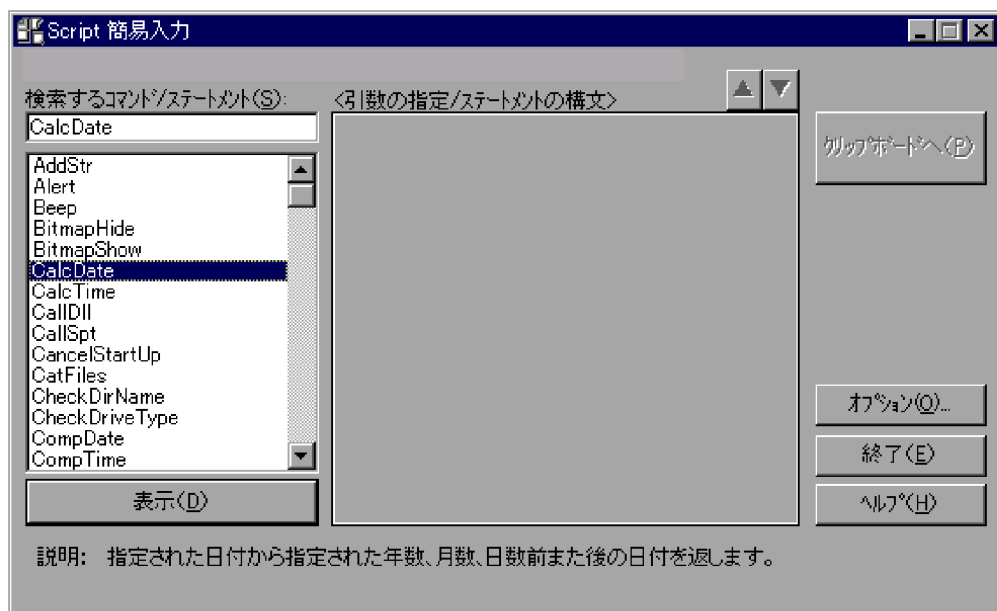 Script 簡易入力
検索するｺﾏﾝﾄﾞ/ｽﾃｰﾄﾒﾝﾄ(S):
<引数の指定/ｽﾃｰﾄﾒﾝﾄの構文>
CalcDate
ｸﾘｯﾌﾟﾎﾞｰﾄﾞへ(P)
AddStr
Alert
Beep
BitmapHide
BitmapShow
CalcDate
CalcTime
CallDll
CallSpt
CancelStartUp
CatFiles
CheckDirName
CheckDriveType
CompDate
CompTime
ｵﾌﾟｼｮﾝ(O)...
終了(E)
表示(D)
ﾍﾙﾌﾟ(H)
説明: 指定された日付から指定された年数､月数､日数前また後の日付を返します。